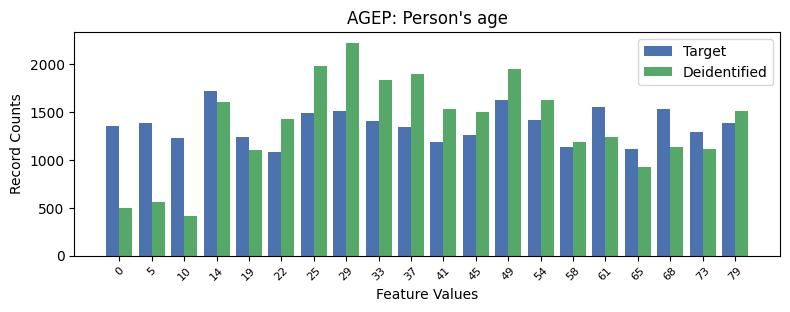 AGEP: Person's age
Target
Deidentified
Record Counts
2000
1500
1000
500
0
0 5 10 14 19 22 25 29 33 37 41 45 49 54 58 61 65 68 73 79
Feature Values